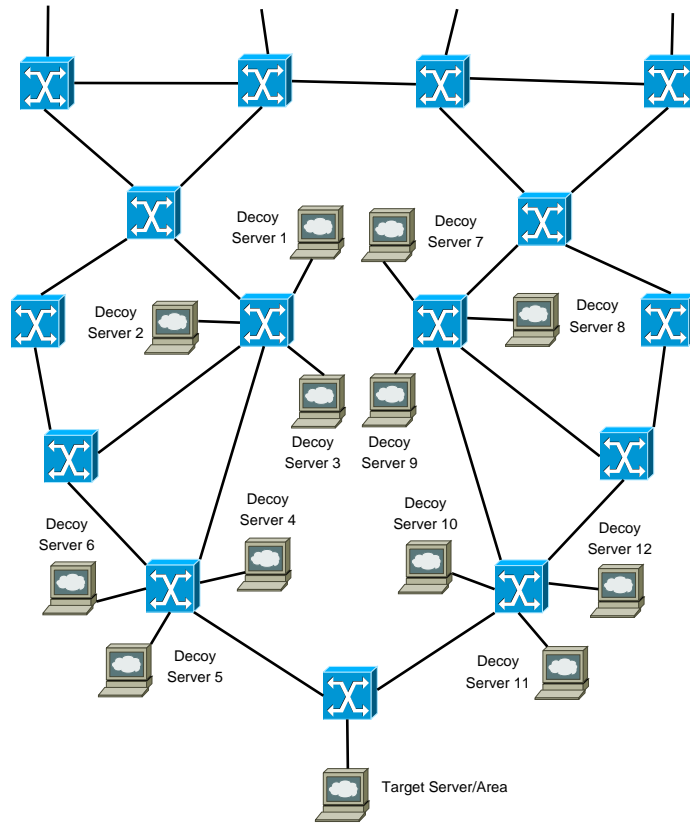 Decoy
Server 1
Decoy
Server 7
Decoy
Server 2
Decoy
Server 8
Decoy
Server 3
Decoy
Server 9
Decoy
Server 4
Decoy
Server 10
Decoy
Server 6
Decoy
Server 12
Decoy
Server 5
Decoy
Server 11
Target Server/Area